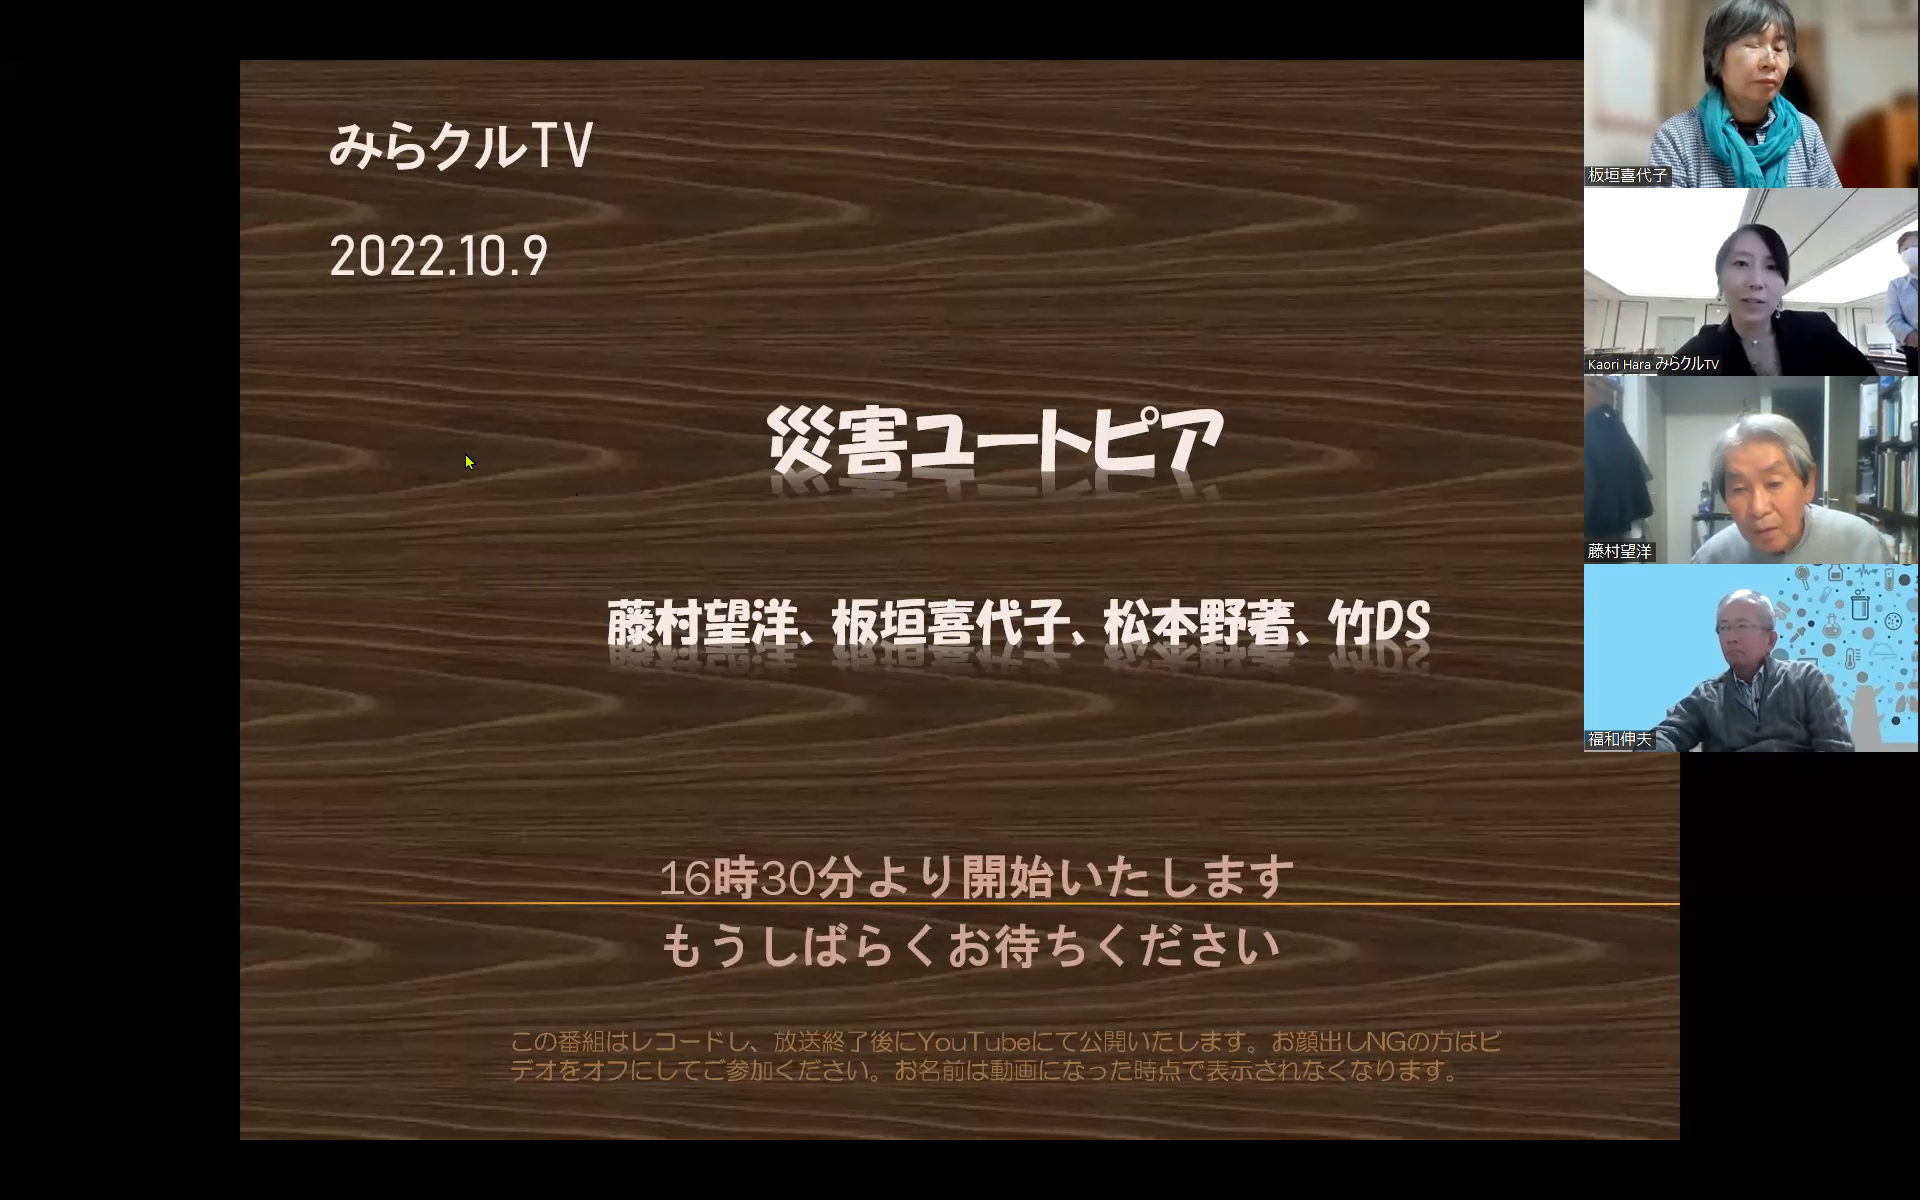 みらクルTV
2022.10.9
災害ユートピア
藤村望洋、板垣喜代子、松本野著、竹DS
16時30分より開始いたします
もうしばらくお待ちください
この番組はレコードし、放送終了後にYouTubeにて公開いたします。お顔出しNGの方はビ
デオをオフにしてご参加ください。お名前は動画になった時点で表示されなくなります。
板垣喜代子
Kaori Hara みらクルTV
藤村望洋
福和伸夫